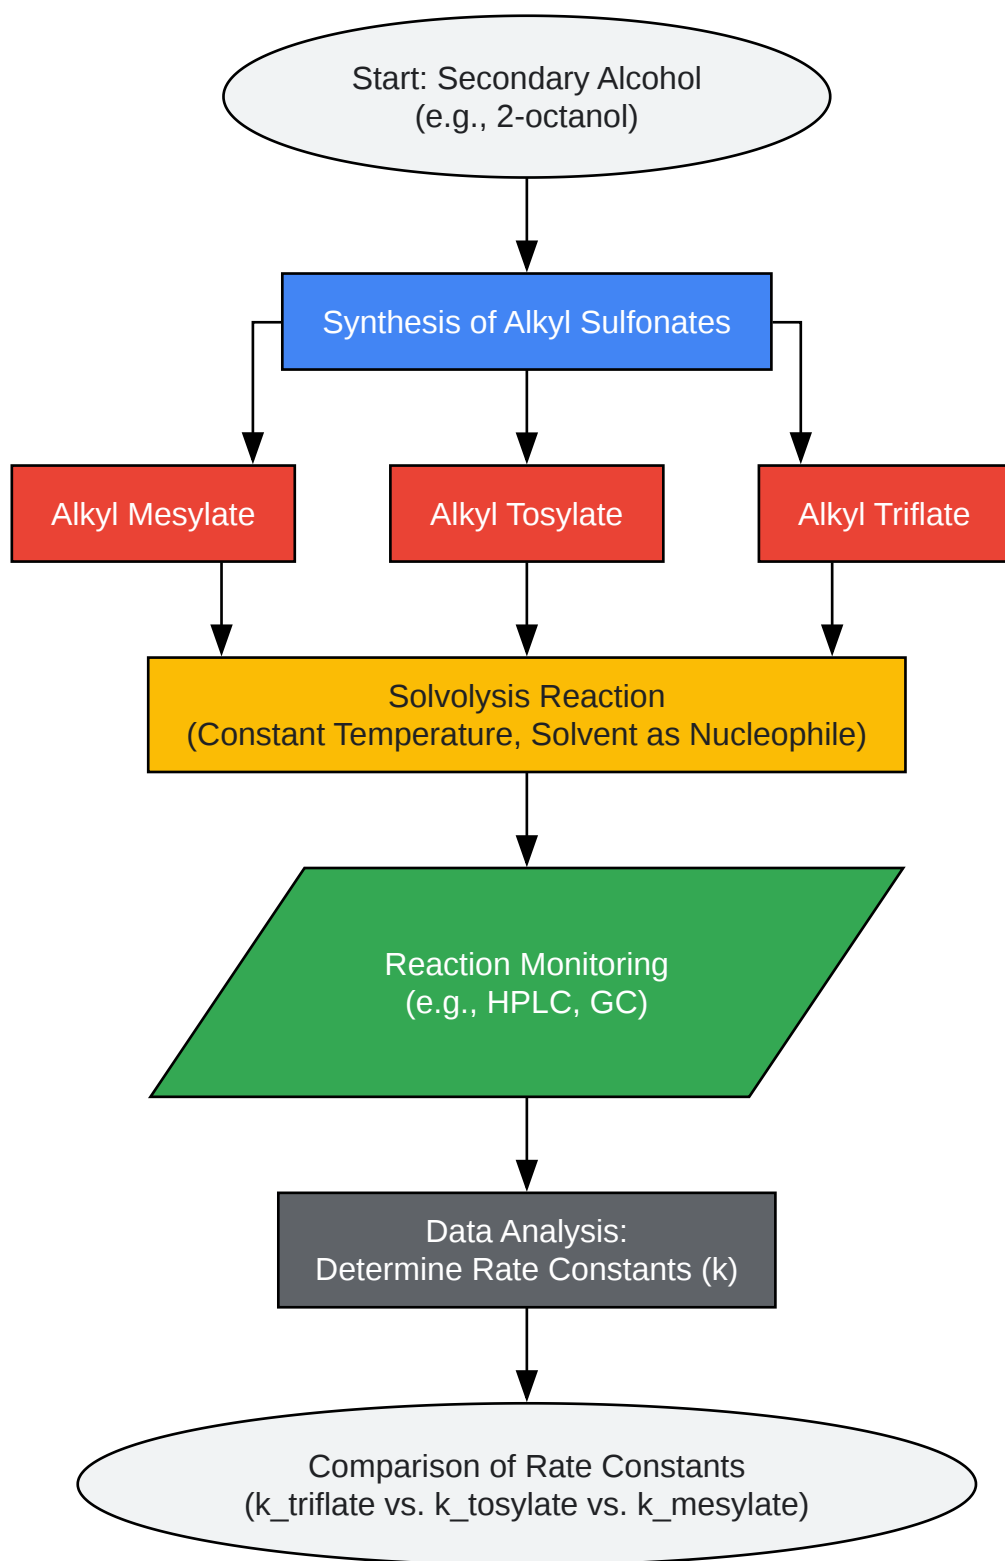 Start: Secondary Alcohol
(e.g., 2-octanol)
Synthesis of Alkyl Sulfonates
Alkyl Mesylate
Alkyl Tosylate
Alkyl Triflate
Solvolysis Reaction
(Constant Temperature, Solvent as Nucleophile)
Reaction Monitoring
(e.g., HPLC, GC)
Data Analysis:
Determine Rate Constants (k)
Comparison of Rate Constants
(k_triflate vs. k_tosylate vs. k_mesylate)